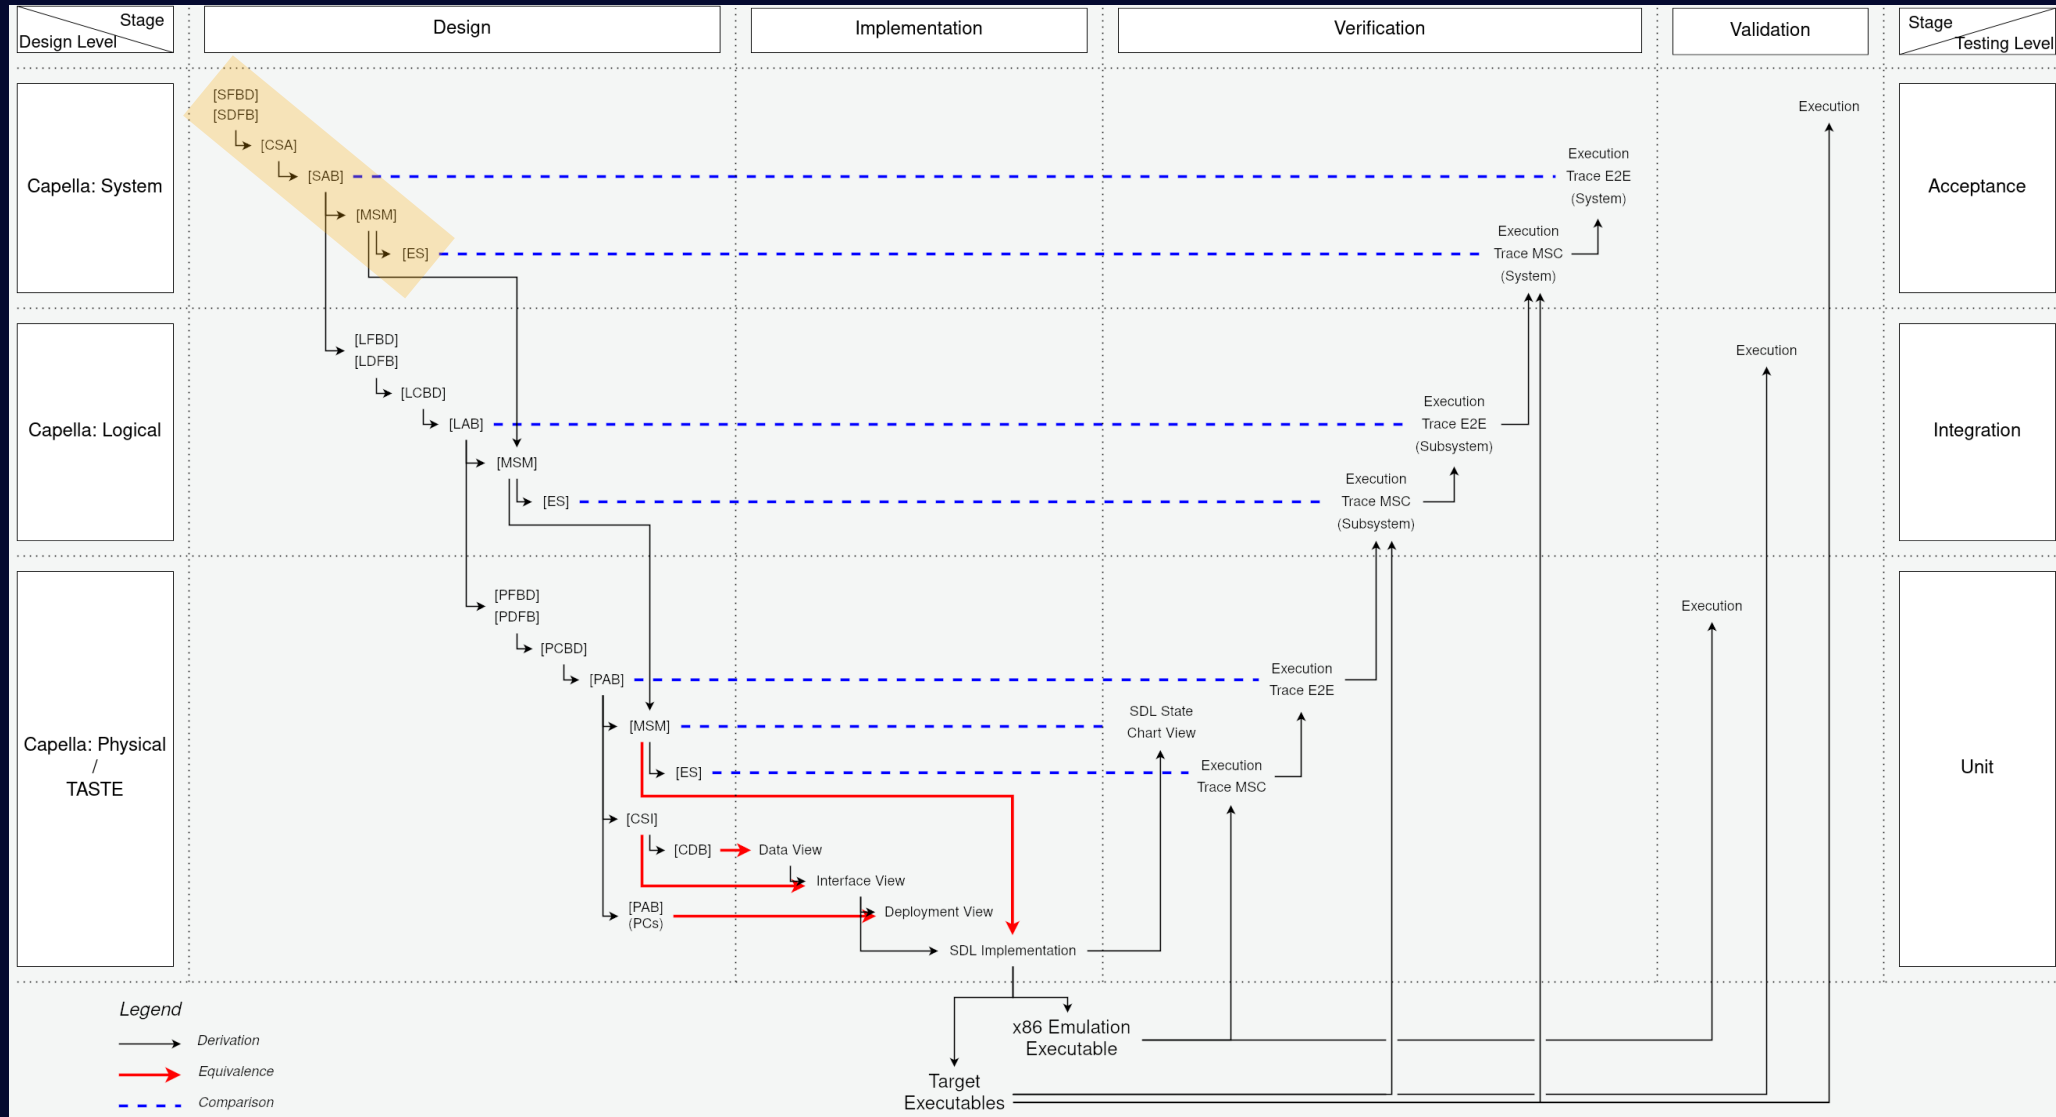 Stage
Design Level
Design
Implementation
Verification
Validation
Stage
Testing Level
Capella: System
[SFBD]
[SDFB]
[CSA]
[SAB]
[MSM]
[ES]
Execution
Trace E2E
(System)
Execution
Trace MSC
(System)
Execution
Acceptance
Capella: Logical
[LFBD]
[LDFB]
[LCBD]
[LAB]
[MSM]
[ES]
Execution
Trace E2E
(Subsystem)
Execution
Trace MSC
(Subsystem)
Execution
Integration
Capella: Physical
/
TASTE
[PFBD]
[PDFB]
[PCBD]
[PAB]
[MSM]
[ES]
[CSI]
[CDB]
[PAB]
(PCs)
Data View
Interface View
Deployment View
SDL Implementation
SDL State
Chart View
Execution
Trace E2E
Execution
Trace MSC
Execution
Unit
x86 Emulation
Executable
Target
Executables
Legend
Derivation
Equivalence
Comparison